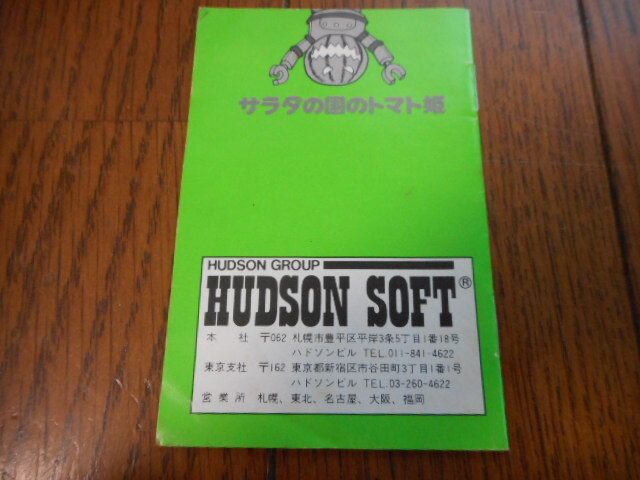 サラダの国のトマト姫
HUDSON GROUP
HUDSON SOFT®
本 社 〒062 札幌市豊平区平岸3条5丁目1番18号
ハドソンビル TEL.011-841-4622
東京支社 〒162 東京都新宿区市谷田町3丁目1番1号
ハドソンビル TEL.03-260-4622
営業所 札幌、東北、名古屋、大阪、福岡